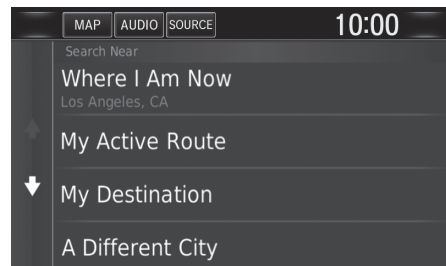 MAP AUDIO SOURCE 10:00
Search Near
Where I Am Now
Los Angeles, CA
My Active Route
My Destination
A Different City